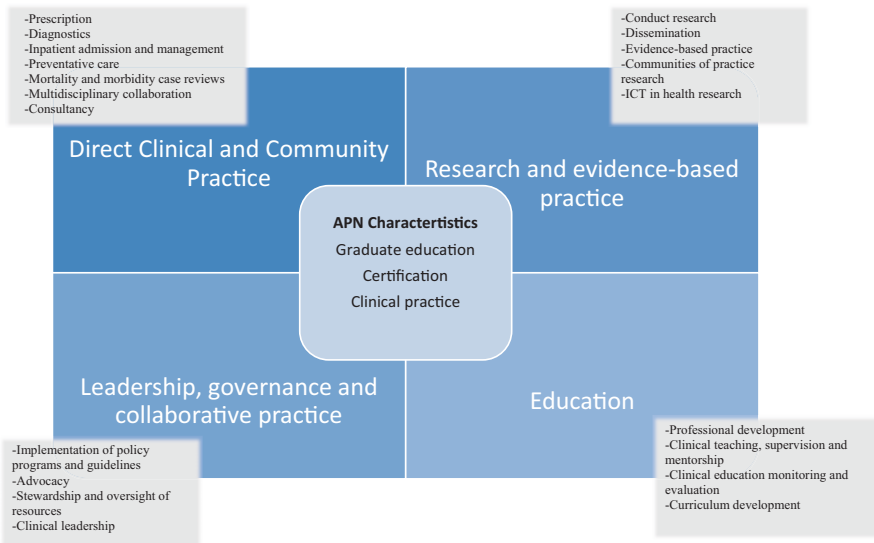 -Prescription
-Diagnostics
-Inpatient admission and management
-Preventative care
-Mortality and morbidity case reviews
-Multidisciplinary collaboration
-Consultancy
-Conduct research
-Dissemination
-Evidence-based practice
-Communities of practice
research
-ICT in health research
Direct Clinical and Community
Practice
Research and evidence-based
practice
APN Charactertistics
Graduate education
Certification
Clinical practice
Leadership, governance and
collaborative practice
Education
-Implementation of policy
programs and guidelines
-Advocacy
-Stewardship and oversight of
resources
-Clinical leadership
-Professional development
-Clinical teaching, supervision and
mentorship
-Clinical education monitoring and
evaluation
-Curriculum development